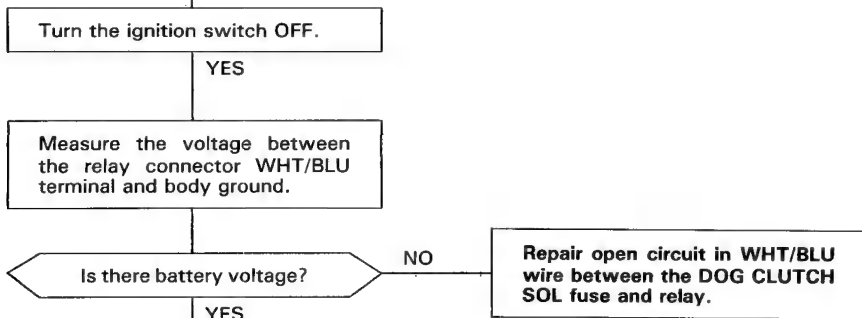 Turn the ignition switch OFF.
YES
Measure the voltage between
the relay connector WHT/BLU
terminal and body ground.
Is there battery voltage?
NO
Repair open circuit in WHT/BLU
wire between the DOG CLUTCH
SOL fuse and relay.
YES